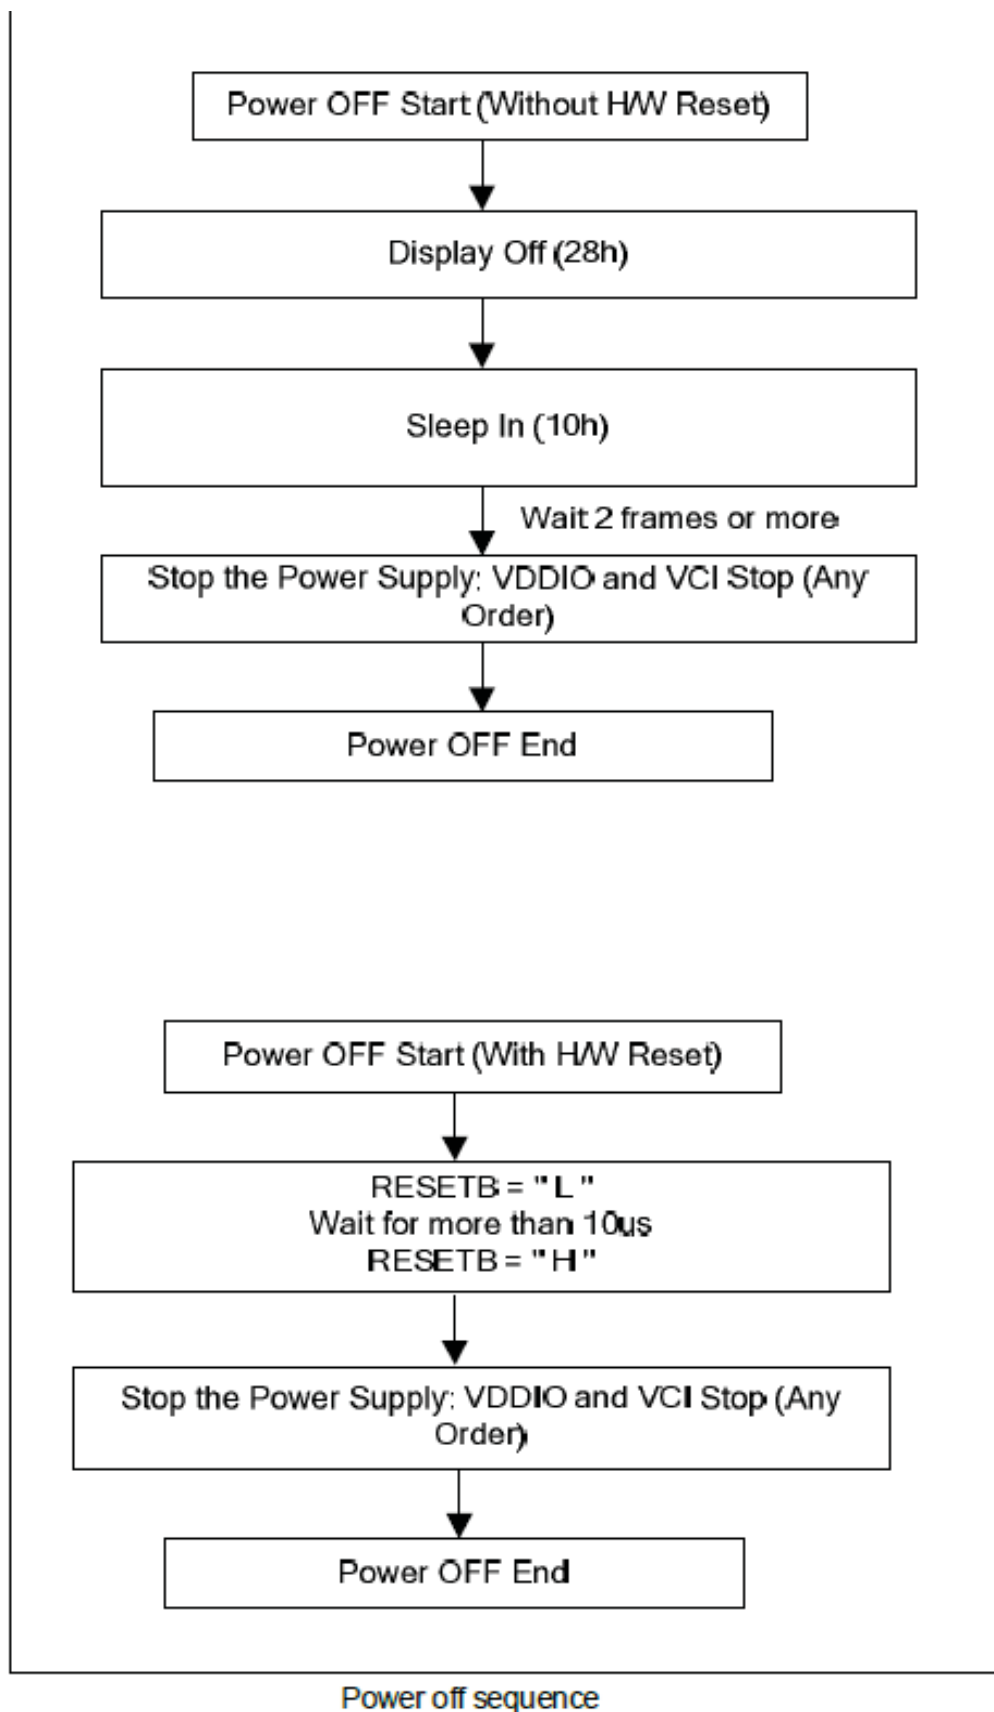 Power OFF Start (Without H/W Reset)
Display Off (28h)
Sleep In (10h)
Wait 2 frames or more
Stop the Power Supply: VDDIO and VCI Stop (Any
Order)
Power OFF End
Power OFF Start (With H/W Reset)
RESETB = "L"
Wait for more than 10us
RESETB = "H"
Stop the Power Supply: VDDIO and VCI Stop (Any
Order)
Power OFF End
Power off sequence